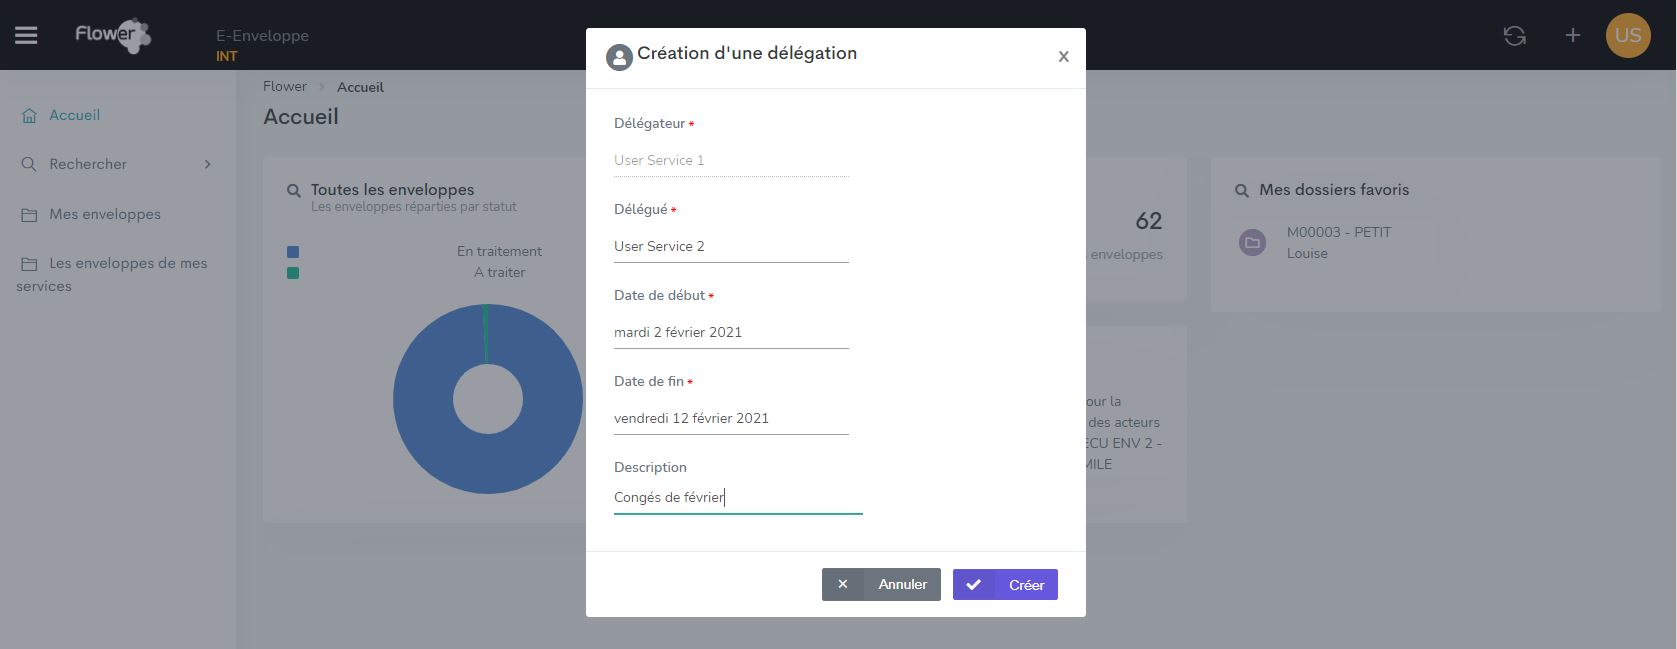 Flower
E-Enveloppe
INT
US
Accueil
Rechercher
Mes enveloppes
Les enveloppes de mes
services
Flower > Accueil
Accueil
Toutes les enveloppes
Les enveloppes réparties par statut
En traitement
A traiter
Création d'une délégation
X
Délégateur *
User Service 1
Délégué *
User Service 2
Date de début *
mardi 2 février 2021
Date de fin *
vendredi 12 février 2021
Description
Congés de février
Annuler
Créer
62
enveloppes
our la
des acteurs
ECU ENV 2 -
MILE
Mes dossiers favoris
M00003 - PETIT
Louise